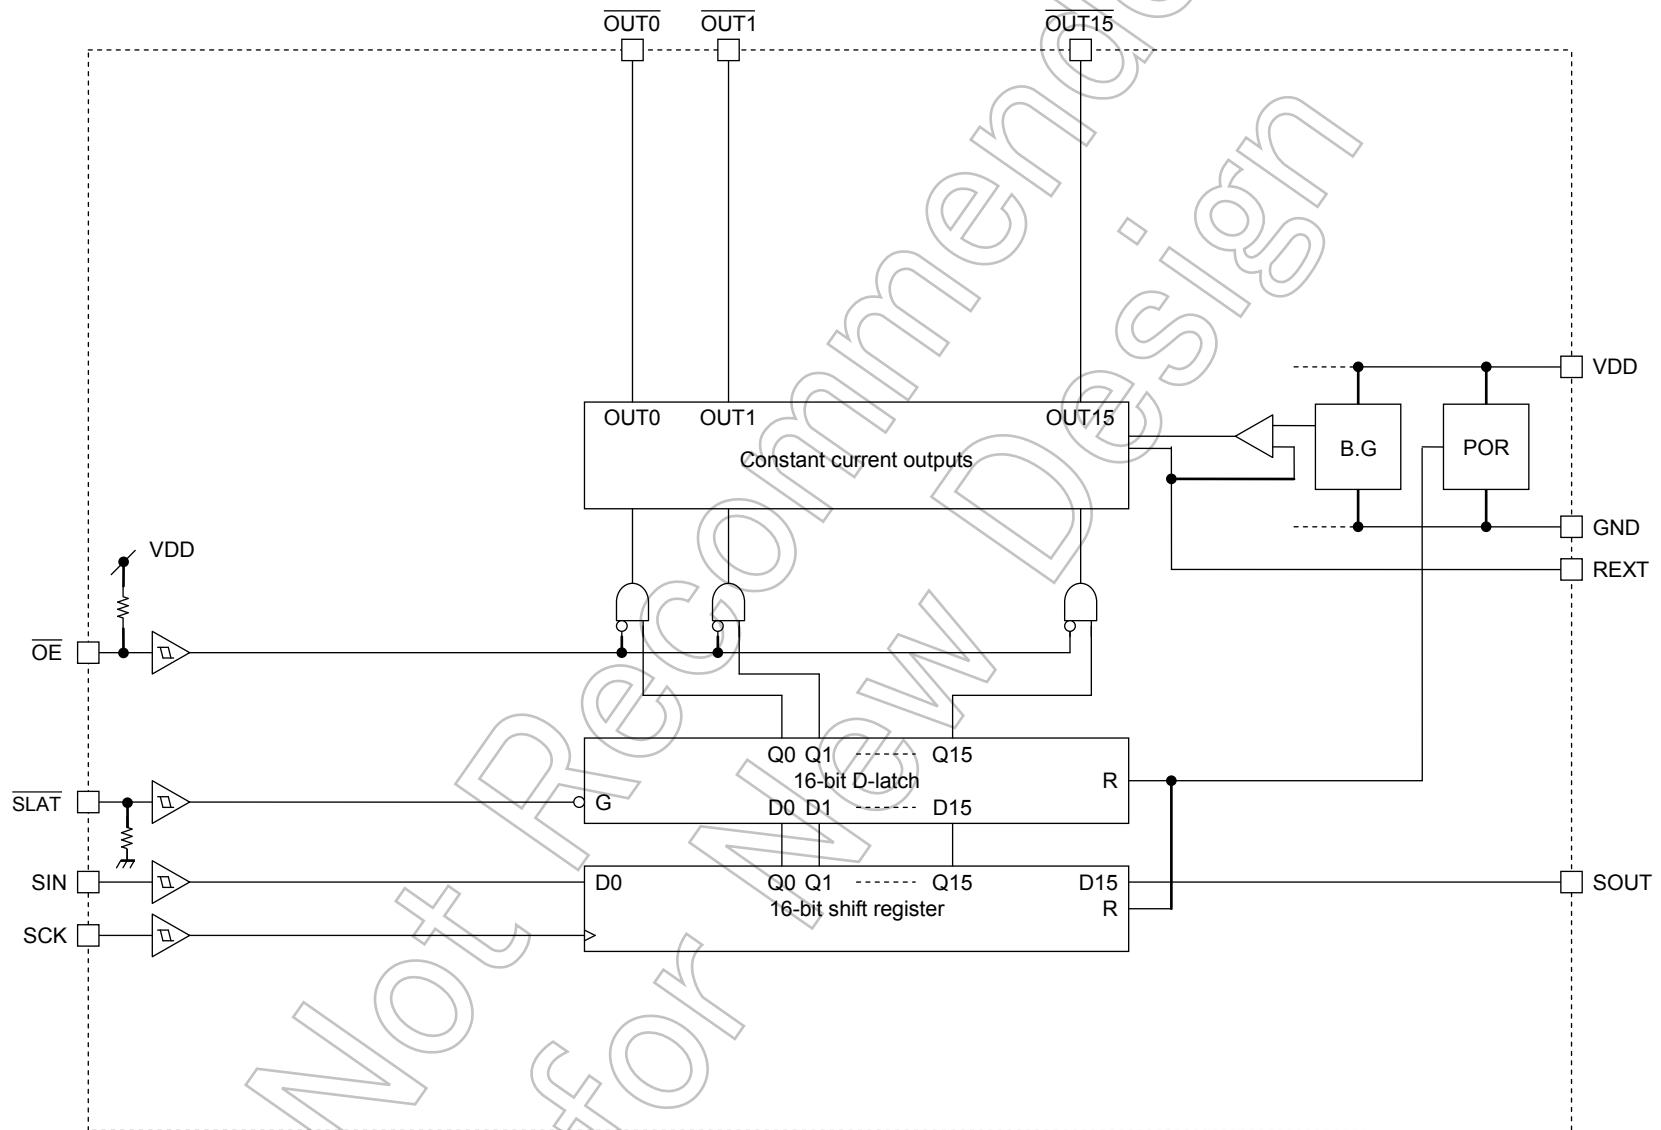 OUT0 OUT1 OUT15
VDD
OUT0 OUT1 OUT15
Constant current outputs
B.G
POR
GND
VDD
REXT
OE
Q0 Q1 -------- Q15
16-bit D-latch
R
SLAT
G
D0 D1 -------- D15
SIN
D0
Q0 Q1 -------- Q15
D15
SOUT
16-bit shift register
R
SCK
Not Recommende
for New Design